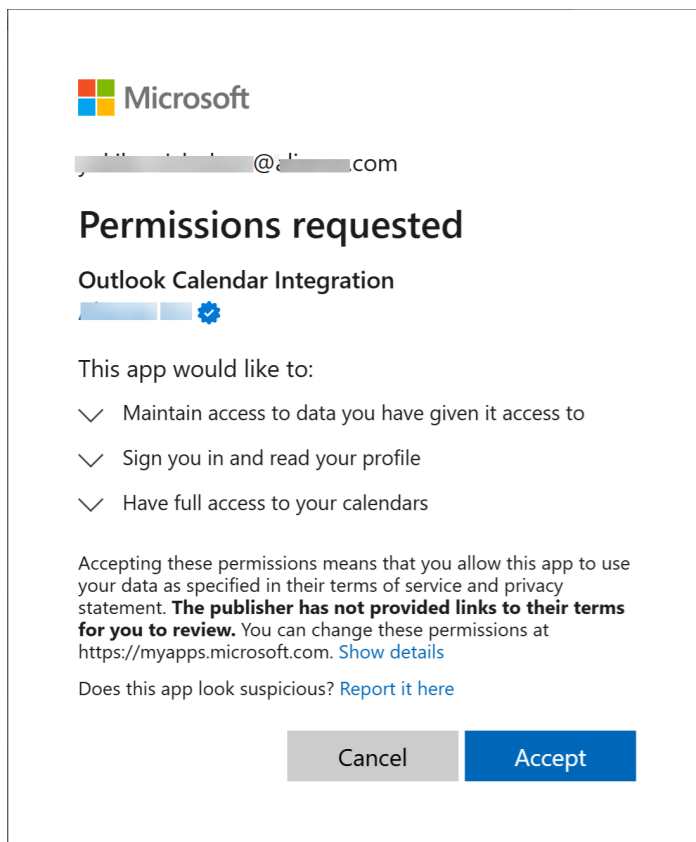 Microsoft
@
.com
Permissions requested
Outlook Calendar Integration
This app would like to:
Maintain access to data you have given it access to
Sign you in and read your profile
Have full access to your calendars
Accepting these permissions means that you allow this app to use
your data as specified in their terms of service and privacy
statement. The publisher has not provided links to their terms
for you to review. You can change these permissions at
https://myapps.microsoft.com. Show details
Does this app look suspicious? Report it here
Cancel
Accept